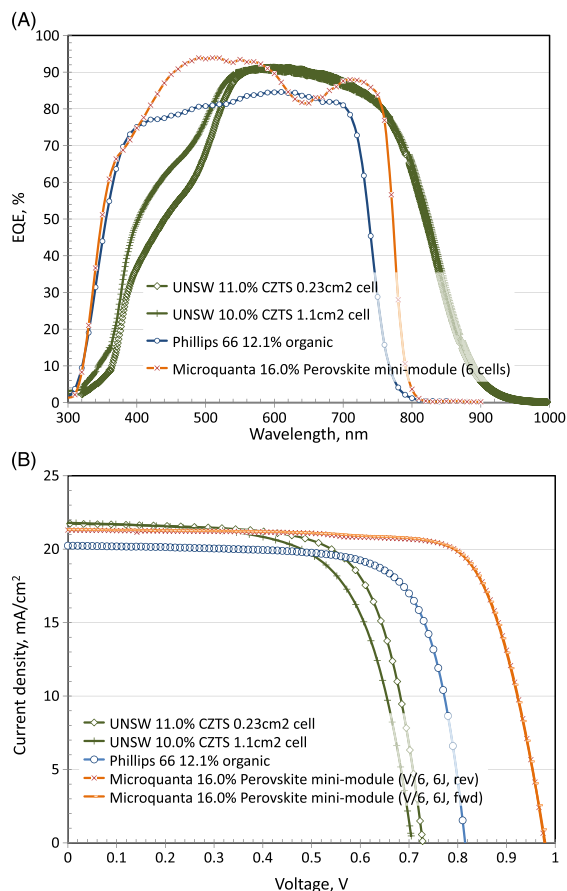 (A)
100
90
80
70
60
50
40
30
20
10
0
EQE, %
UNSW 11.0% CZTS 0.23cm2 cell
UNSW 10.0% CZTS 1.1cm2 cell
Phillips 66 12.1% organic
Microquanta 16.0% Perovskite mini-module (6 cells)
300 400 500 600 700 800 900 1000
Wavelength, nm
(B)
25
20
15
10
5
0
Current density, mA/cm2
UNSW 11.0% CZTS 0.23cm2 cell
UNSW 10.0% CZTS 1.1cm2 cell
Phillips 66 12.1% organic
Microquanta 16.0% Perovskite mini-module (V/6, 6J, rev)
Microquanta 16.0% Perovskite mini-module (V/6, 6J, fwd)
0 0.1 0.2 0.3 0.4 0.5 0.6 0.7 0.8 0.9 1
Voltage, V